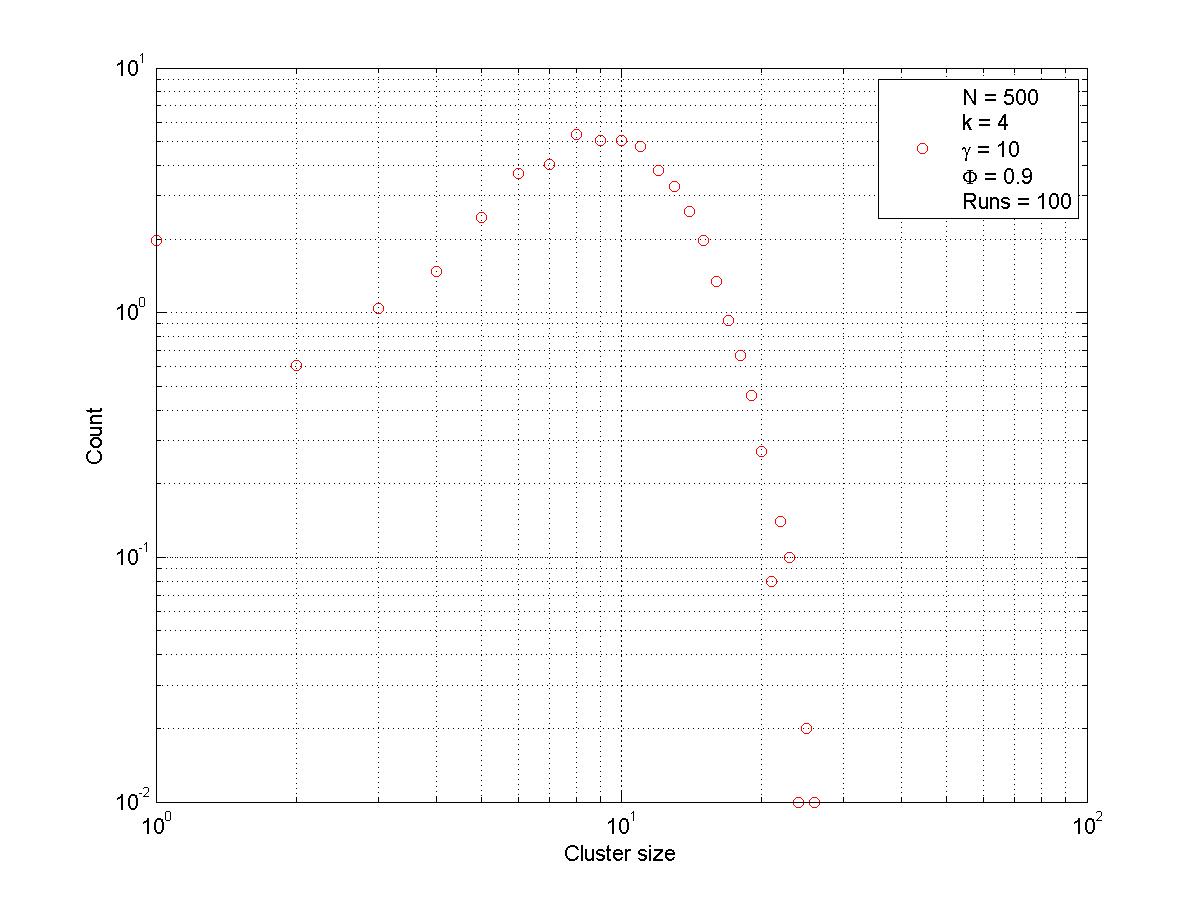 10^1
10^0
10^-1
10^-2
Count
10^0
10^1
10^2
Cluster size
N = 500
k = 4
γ = 10
Φ = 0.9
Runs = 100